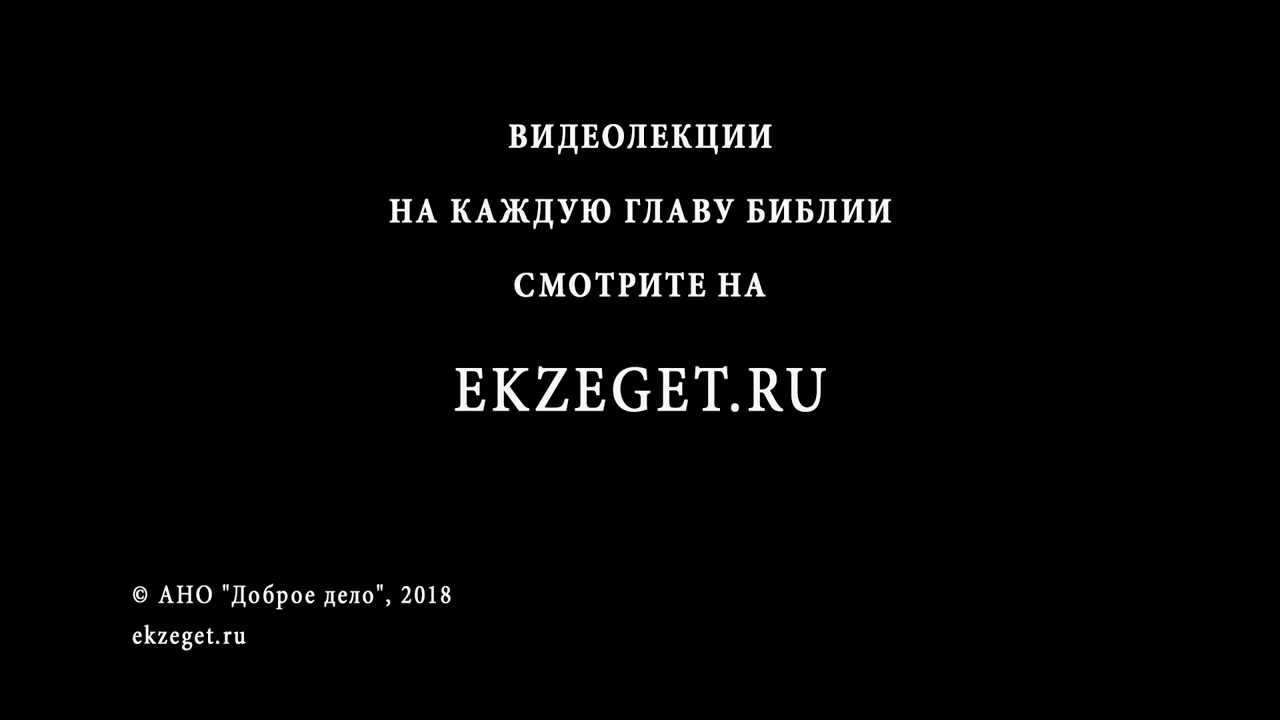 ВИДЕОЛЕКЦИИ
НА КАЖДУЮ ГЛАВУ БИБЛИИ
СМОТРИТЕ НА
EKZEGET.RU
© АНО "Доброе дело", 2018
ekzeget.ru